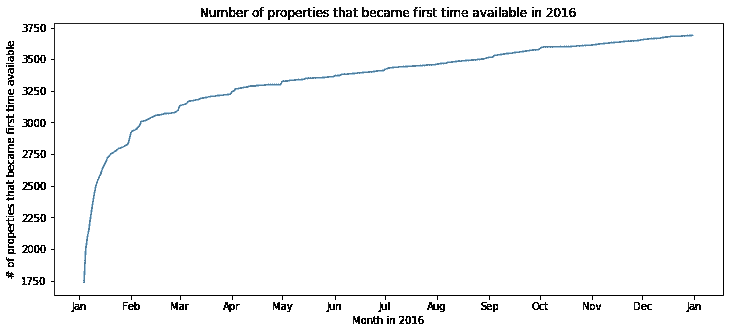 Number of properties that became first time available in 2016
# of properties that became first time available
3750
3500
3250
3000
2750
2500
2250
2000
1750
Jan Feb Mar Apr May Jun Jul Aug Sep Oct Nov Dec Jan
Month in 2016